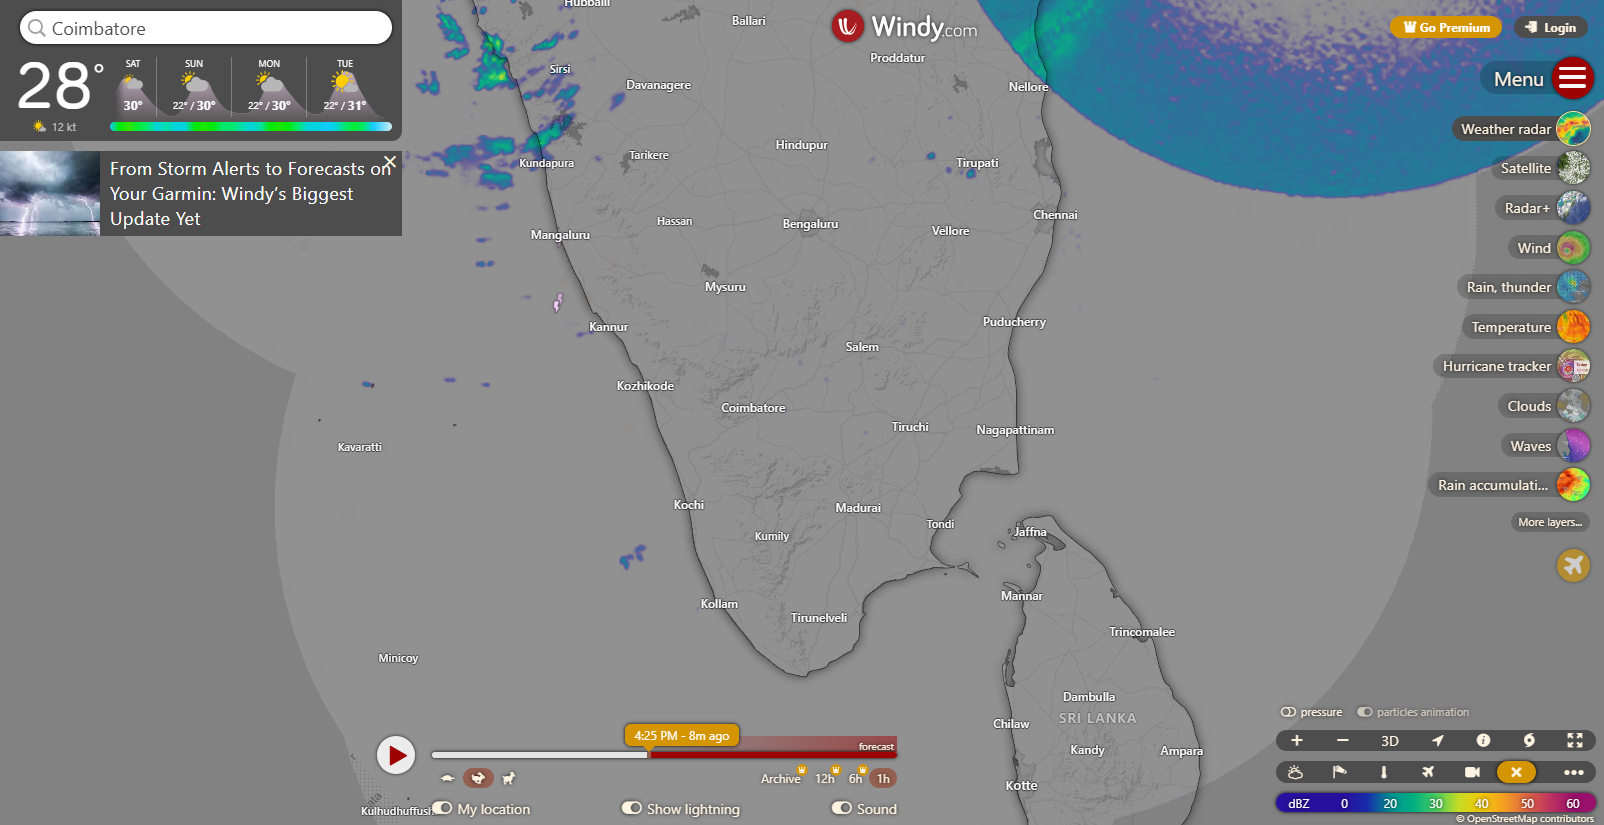 Coimbatore
28°
12 kt
SAT
30°
SUN
22° / 30°
MON
22° / 30°
TUE
22° / 31°
From Storm Alerts to Forecasts on
Your Garmin: Windy's Biggest
Update Yet
Windy.com
Go Premium
Login
Menu
Weather radar
Satellite
Radar+
Wind
Rain, thunder
Temperature
Hurricane tracker
Clouds
Waves
Rain accumulati...
More layers...
Hubballi
Ballari
Proddatur
Sirsi
Davanagere
Nellore
Hindupur
Kundapura
Tarikere
Tirupati
Hassan
Bengaluru
Chennai
Mangaluru
Vellore
Mysuru
Kannur
Puducherry
Salem
Kozhikode
Coimbatore
Tiruchi
Nagapattinam
Kavaratti
Kochi
Madurai
Tondi
Jaffna
Kumily
Mannar
Kollam
Tirunelveli
Trincomalee
Minicoy
Dambulla
Chilaw
SRI LANKA
Kandy
Ampara
Kotte
Kulhudhuffushi
4:25 PM - 8m ago
forecast
Archive
12h
6h
1h
My location
Show lightning
Sound
pressure
particles animation
3D
dBZ 0 20 30 40 50 60
© OpenStreetMap contributors